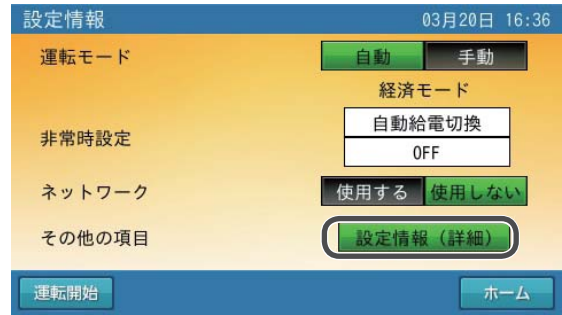 設定情報 03月20日 16:36
運転モード 自動 手動
経済モード
非常時設定 自動給電切換
OFF
ネットワーク 使用する 使用しない
その他の項目 設定情報（詳細）
運転開始 ホーム